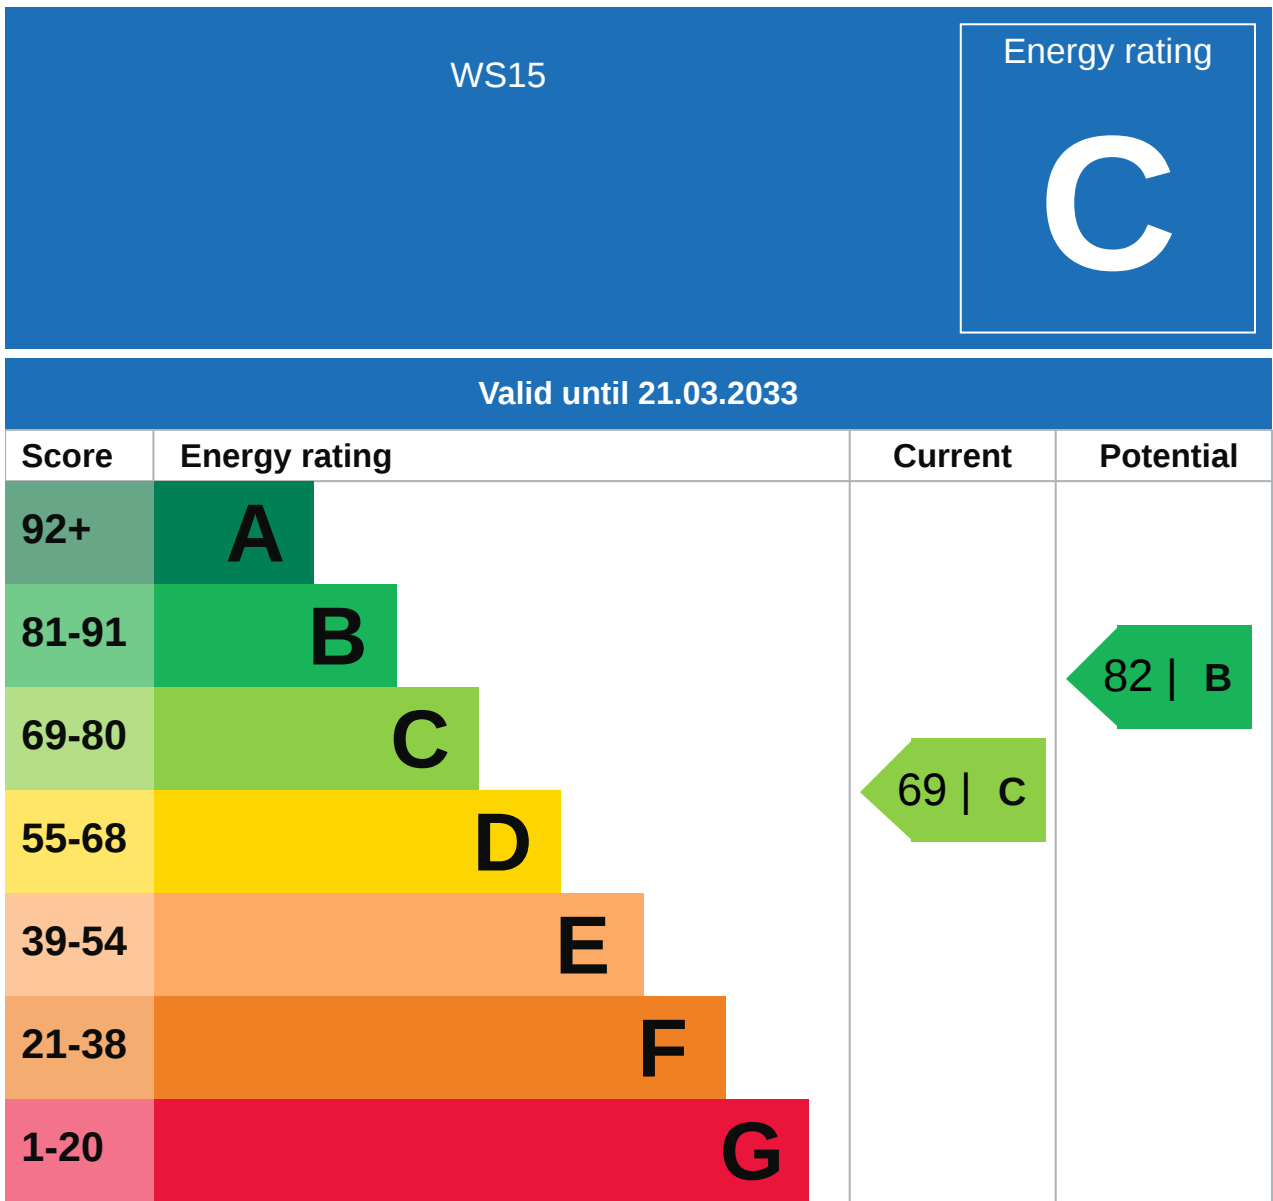 WS15
Energy rating
C
Valid until 21.03.2033
Score Energy rating Current Potential
92+ A
81-91 B
82 | B
69-80 C
69 | C
55-68 D
39-54 E
21-38 F
1-20 G